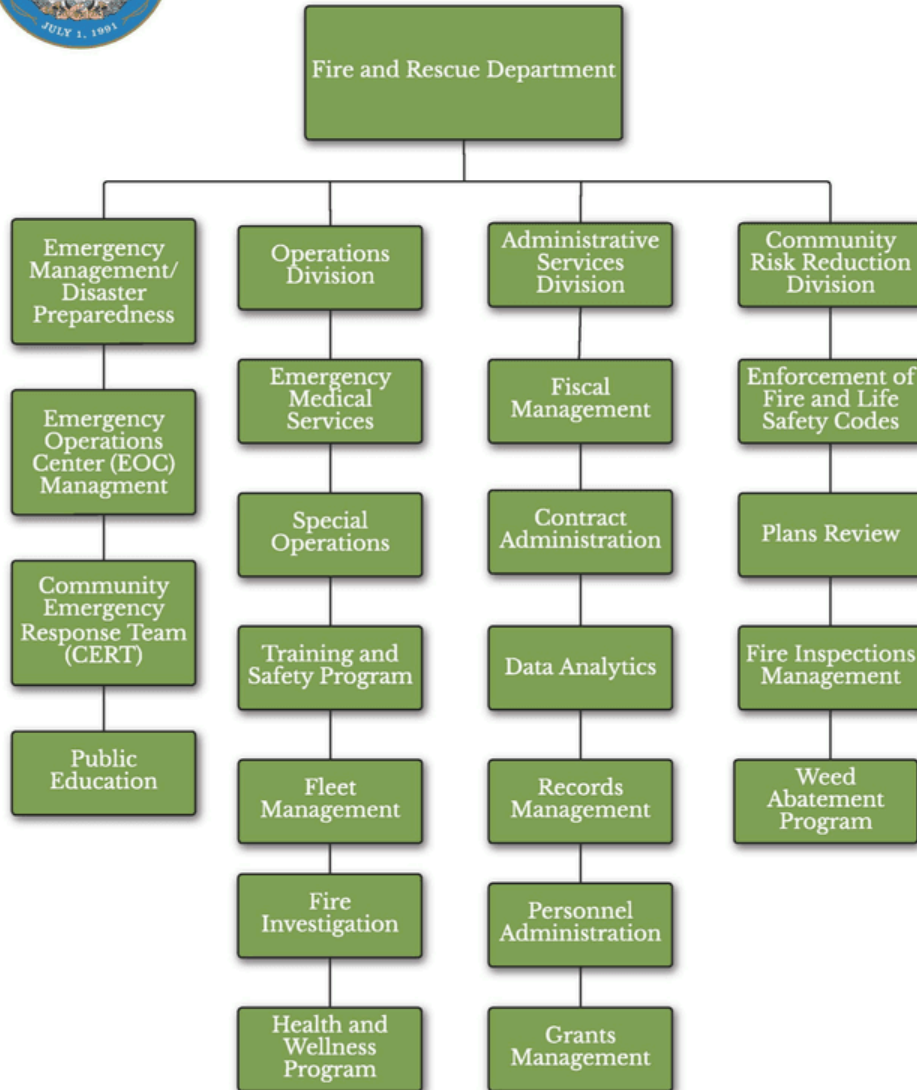 JULY 1, 1991
Fire and Rescue Department
Emergency
Management/
Disaster
Preparedness
Emergency
Operations
Center (EOC)
Managment
Community
Emergency
Response Team
(CERT)
Public
Education
Operations
Division
Emergency
Medical
Services
Special
Operations
Training and
Safety Program
Fleet
Management
Fire
Investigation
Health and
Wellness
Program
Administrative
Services
Division
Fiscal
Management
Contract
Administration
Data Analytics
Records
Management
Personnel
Administration
Grants
Management
Community
Risk Reduction
Division
Enforcement of
Fire and Life
Safety Codes
Plans Review
Fire Inspections
Management
Weed
Abatement
Program